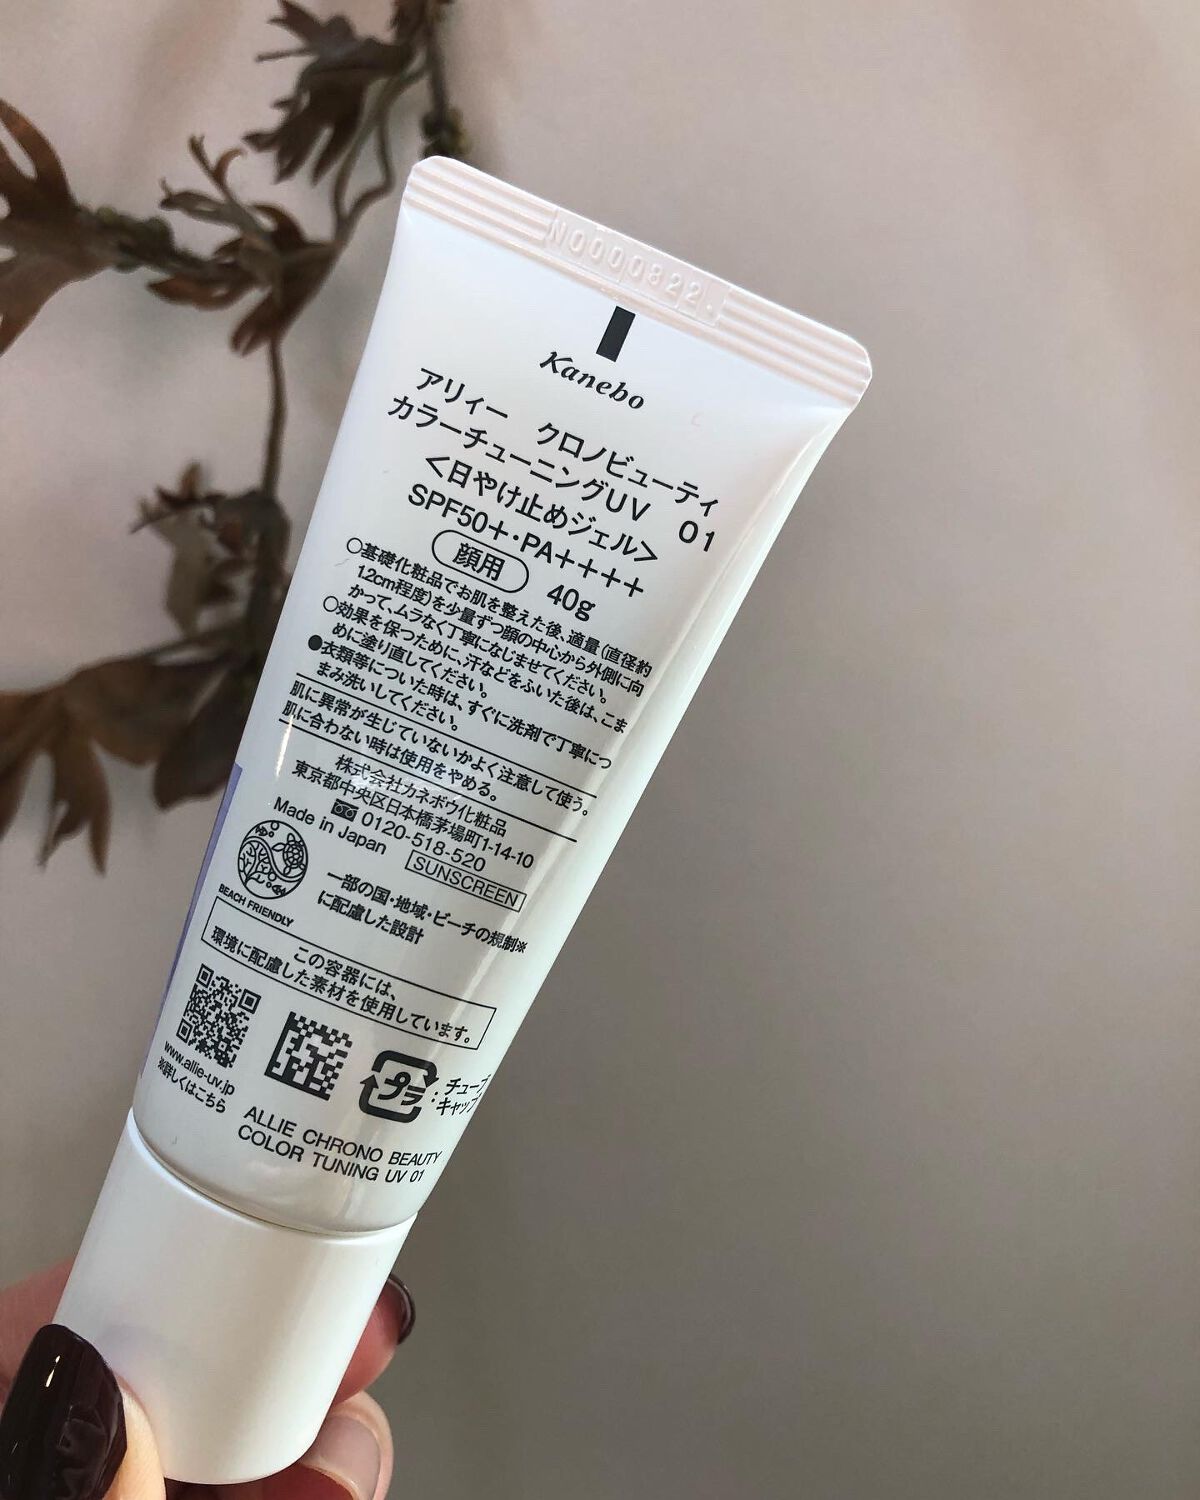 N0000822.
Kanebo
アリィー　クロノビューティ
カラーチューニングUV　01
<日やけ止めジェル>
SPF50+・PA++++
顔用　40g
○基礎化粧品でお肌を整えた後、適量(直径約
1.2cm程度)を少量ずつ顔の中心から外側に向
かって、ムラなく丁寧になじませてください。
○効果を保つために、汗などをふいた後は、こま
めに塗り直してください。
●衣類等についた時は、すぐに洗剤で丁寧につ
まみ洗いしてください。
肌に異常が生じていないかよく注意して使う。
肌に合わない時は使用をやめる。
株式会社カネボウ化粧品
東京都中央区日本橋茅場町1-14-10
0120-518-520
Made in Japan　SUNSCREEN
BEACH FRIENDLY
一部の国・地域・ビーチの規制※
に配慮した設計
この容器には、
環境に配慮した素材を使用しています。
www.allie-uv.jp
※詳しくはこちら
プラ
:チューブ
キャップ
ALLIE CHRONO BEAUTY
COLOR TUNING UV 01